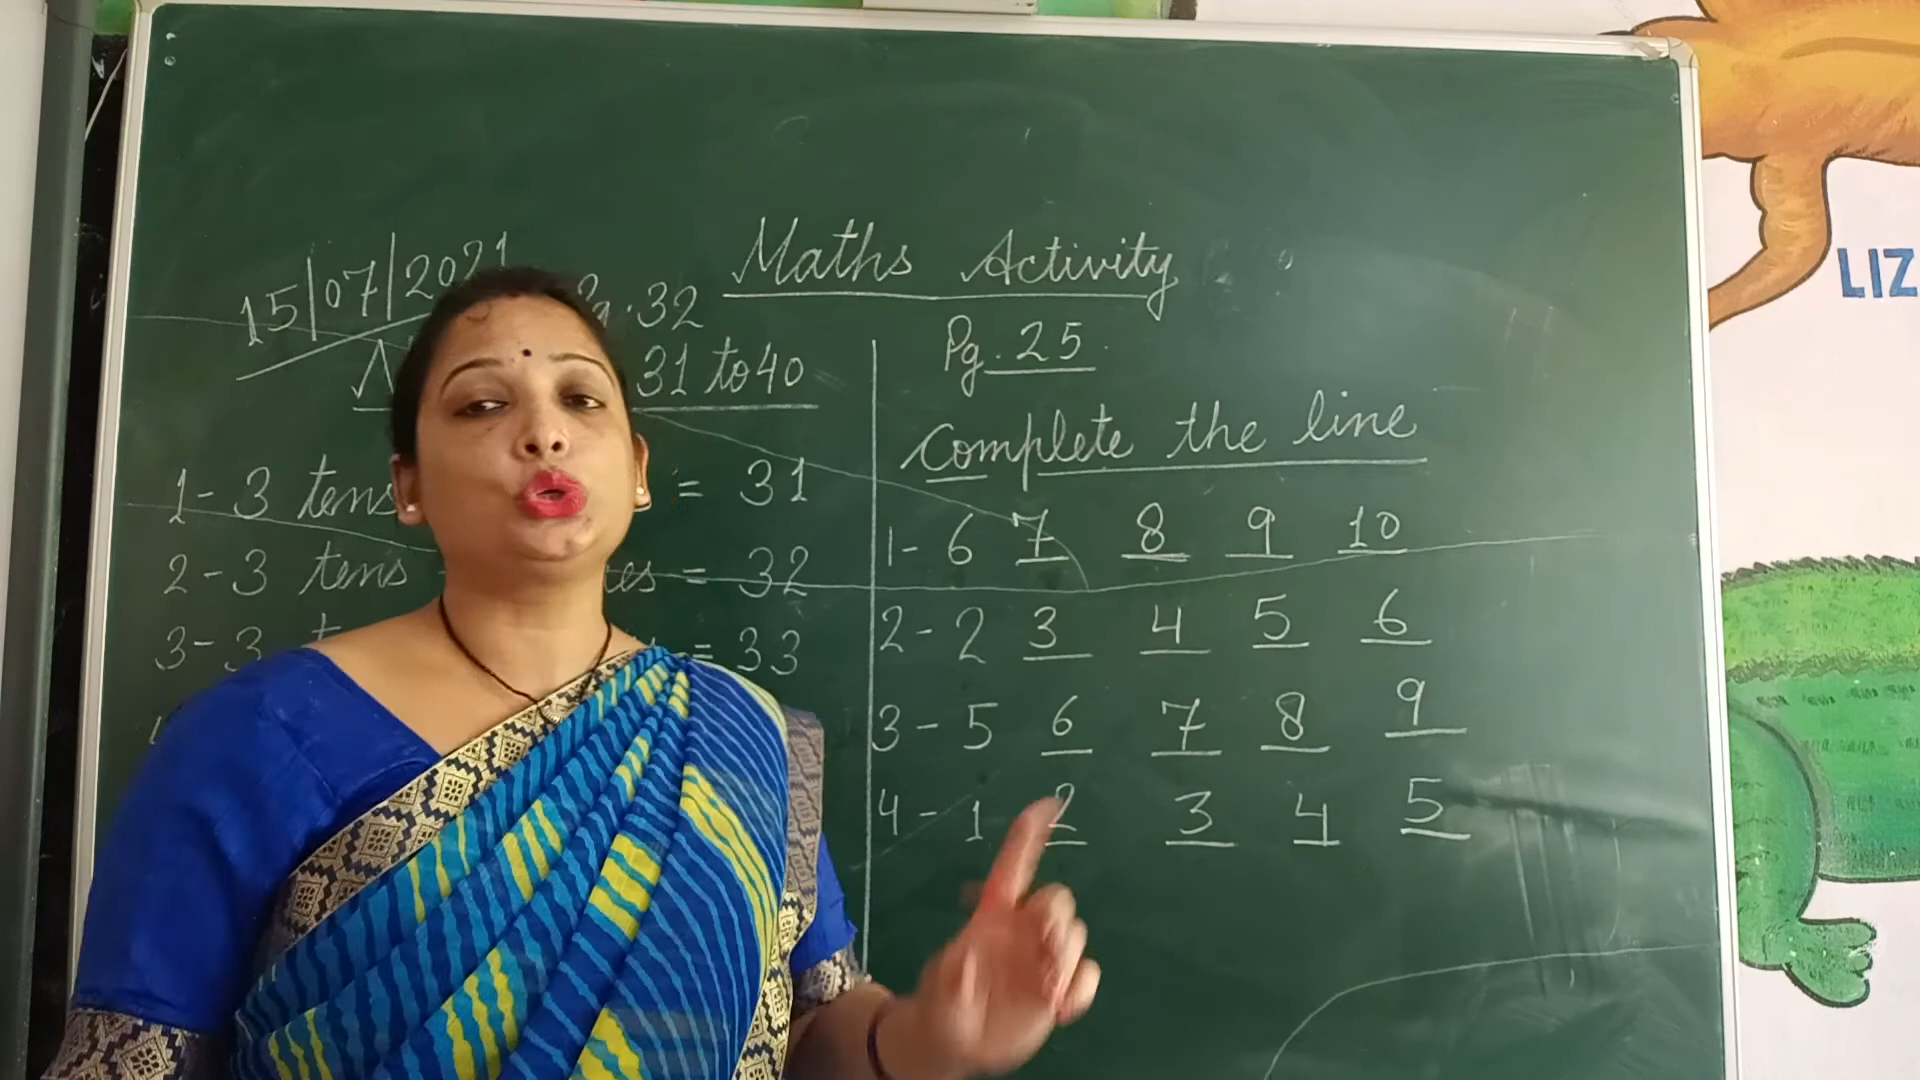 Maths Activity
15/07/2021 Pg. 32
31 to 40
1- 3 tens = 31
2-3 tens = 32
3-3 = 33
Pg. 25
Complete the line
1- 6 7 8 9 10
2- 2 3 4 5 6
3- 5 6 7 8 9
4- 1 2 3 4 5
LIZ